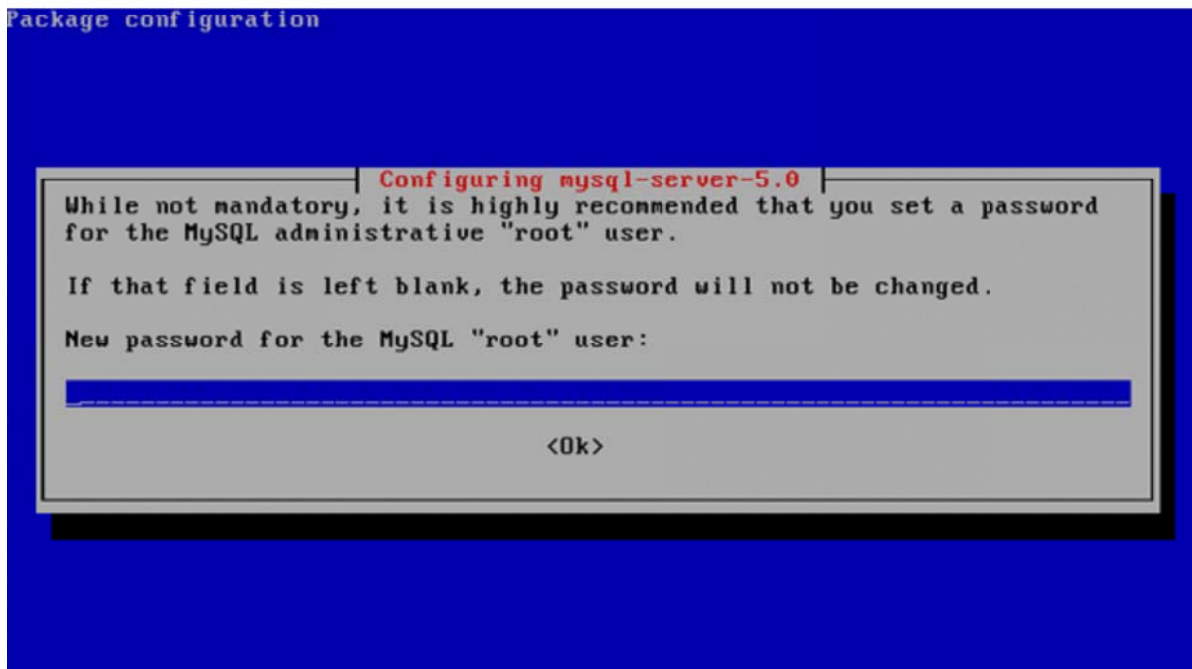 Package configuration
Configuring mysql-server-5.0
While not mandatory, it is highly recommended that you set a password
for the MySQL administrative "root" user.
If that field is left blank, the password will not be changed.
New password for the MySQL "root" user:
<Ok>